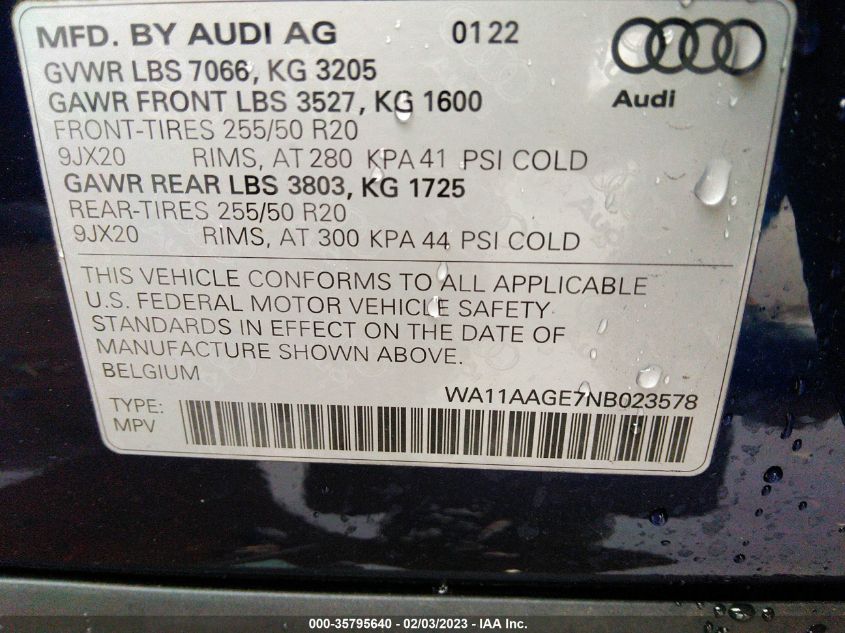 MFD. BY AUDI AG 0122
GVWR LBS 7066, KG 3205
GAWR FRONT LBS 3527, KG 1600
Audi
FRONT-TIRES 255/50 R20
9JX20 RIMS, AT 280 KPA 41 PSI COLD
GAWR REAR LBS 3803, KG 1725
REAR-TIRES 255/50 R20
9JX20 RIMS, AT 300 KPA 44 PSI COLD
THIS VEHICLE CONFORMS TO ALL APPLICABLE
U.S. FEDERAL MOTOR VEHICLE SAFETY
STANDARDS IN EFFECT ON THE DATE OF
MANUFACTURE SHOWN ABOVE.
BELGIUM
WA11AAGE7NB023578
TYPE:
MPV
000-35795640 - 02/03/2023 - IAA Inc.